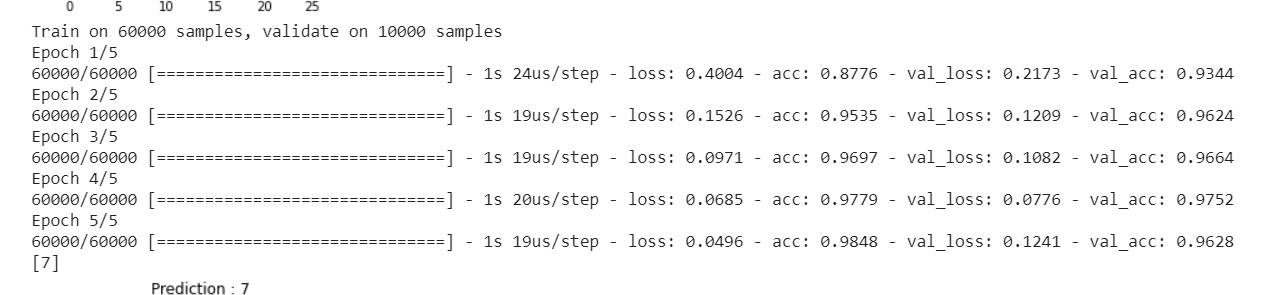 0 5 10 15 20 25
Train on 60000 samples, validate on 10000 samples
Epoch 1/5
60000/60000 [==============================] - 1s 24us/step - loss: 0.4004 - acc: 0.8776 - val_loss: 0.2173 - val_acc: 0.9344
Epoch 2/5
60000/60000 [==============================] - 1s 19us/step - loss: 0.1526 - acc: 0.9535 - val_loss: 0.1209 - val_acc: 0.9624
Epoch 3/5
60000/60000 [==============================] - 1s 19us/step - loss: 0.0971 - acc: 0.9697 - val_loss: 0.1082 - val_acc: 0.9664
Epoch 4/5
60000/60000 [==============================] - 1s 20us/step - loss: 0.0685 - acc: 0.9779 - val_loss: 0.0776 - val_acc: 0.9752
Epoch 5/5
60000/60000 [==============================] - 1s 19us/step - loss: 0.0496 - acc: 0.9848 - val_loss: 0.1241 - val_acc: 0.9628
[7]
Prediction : 7